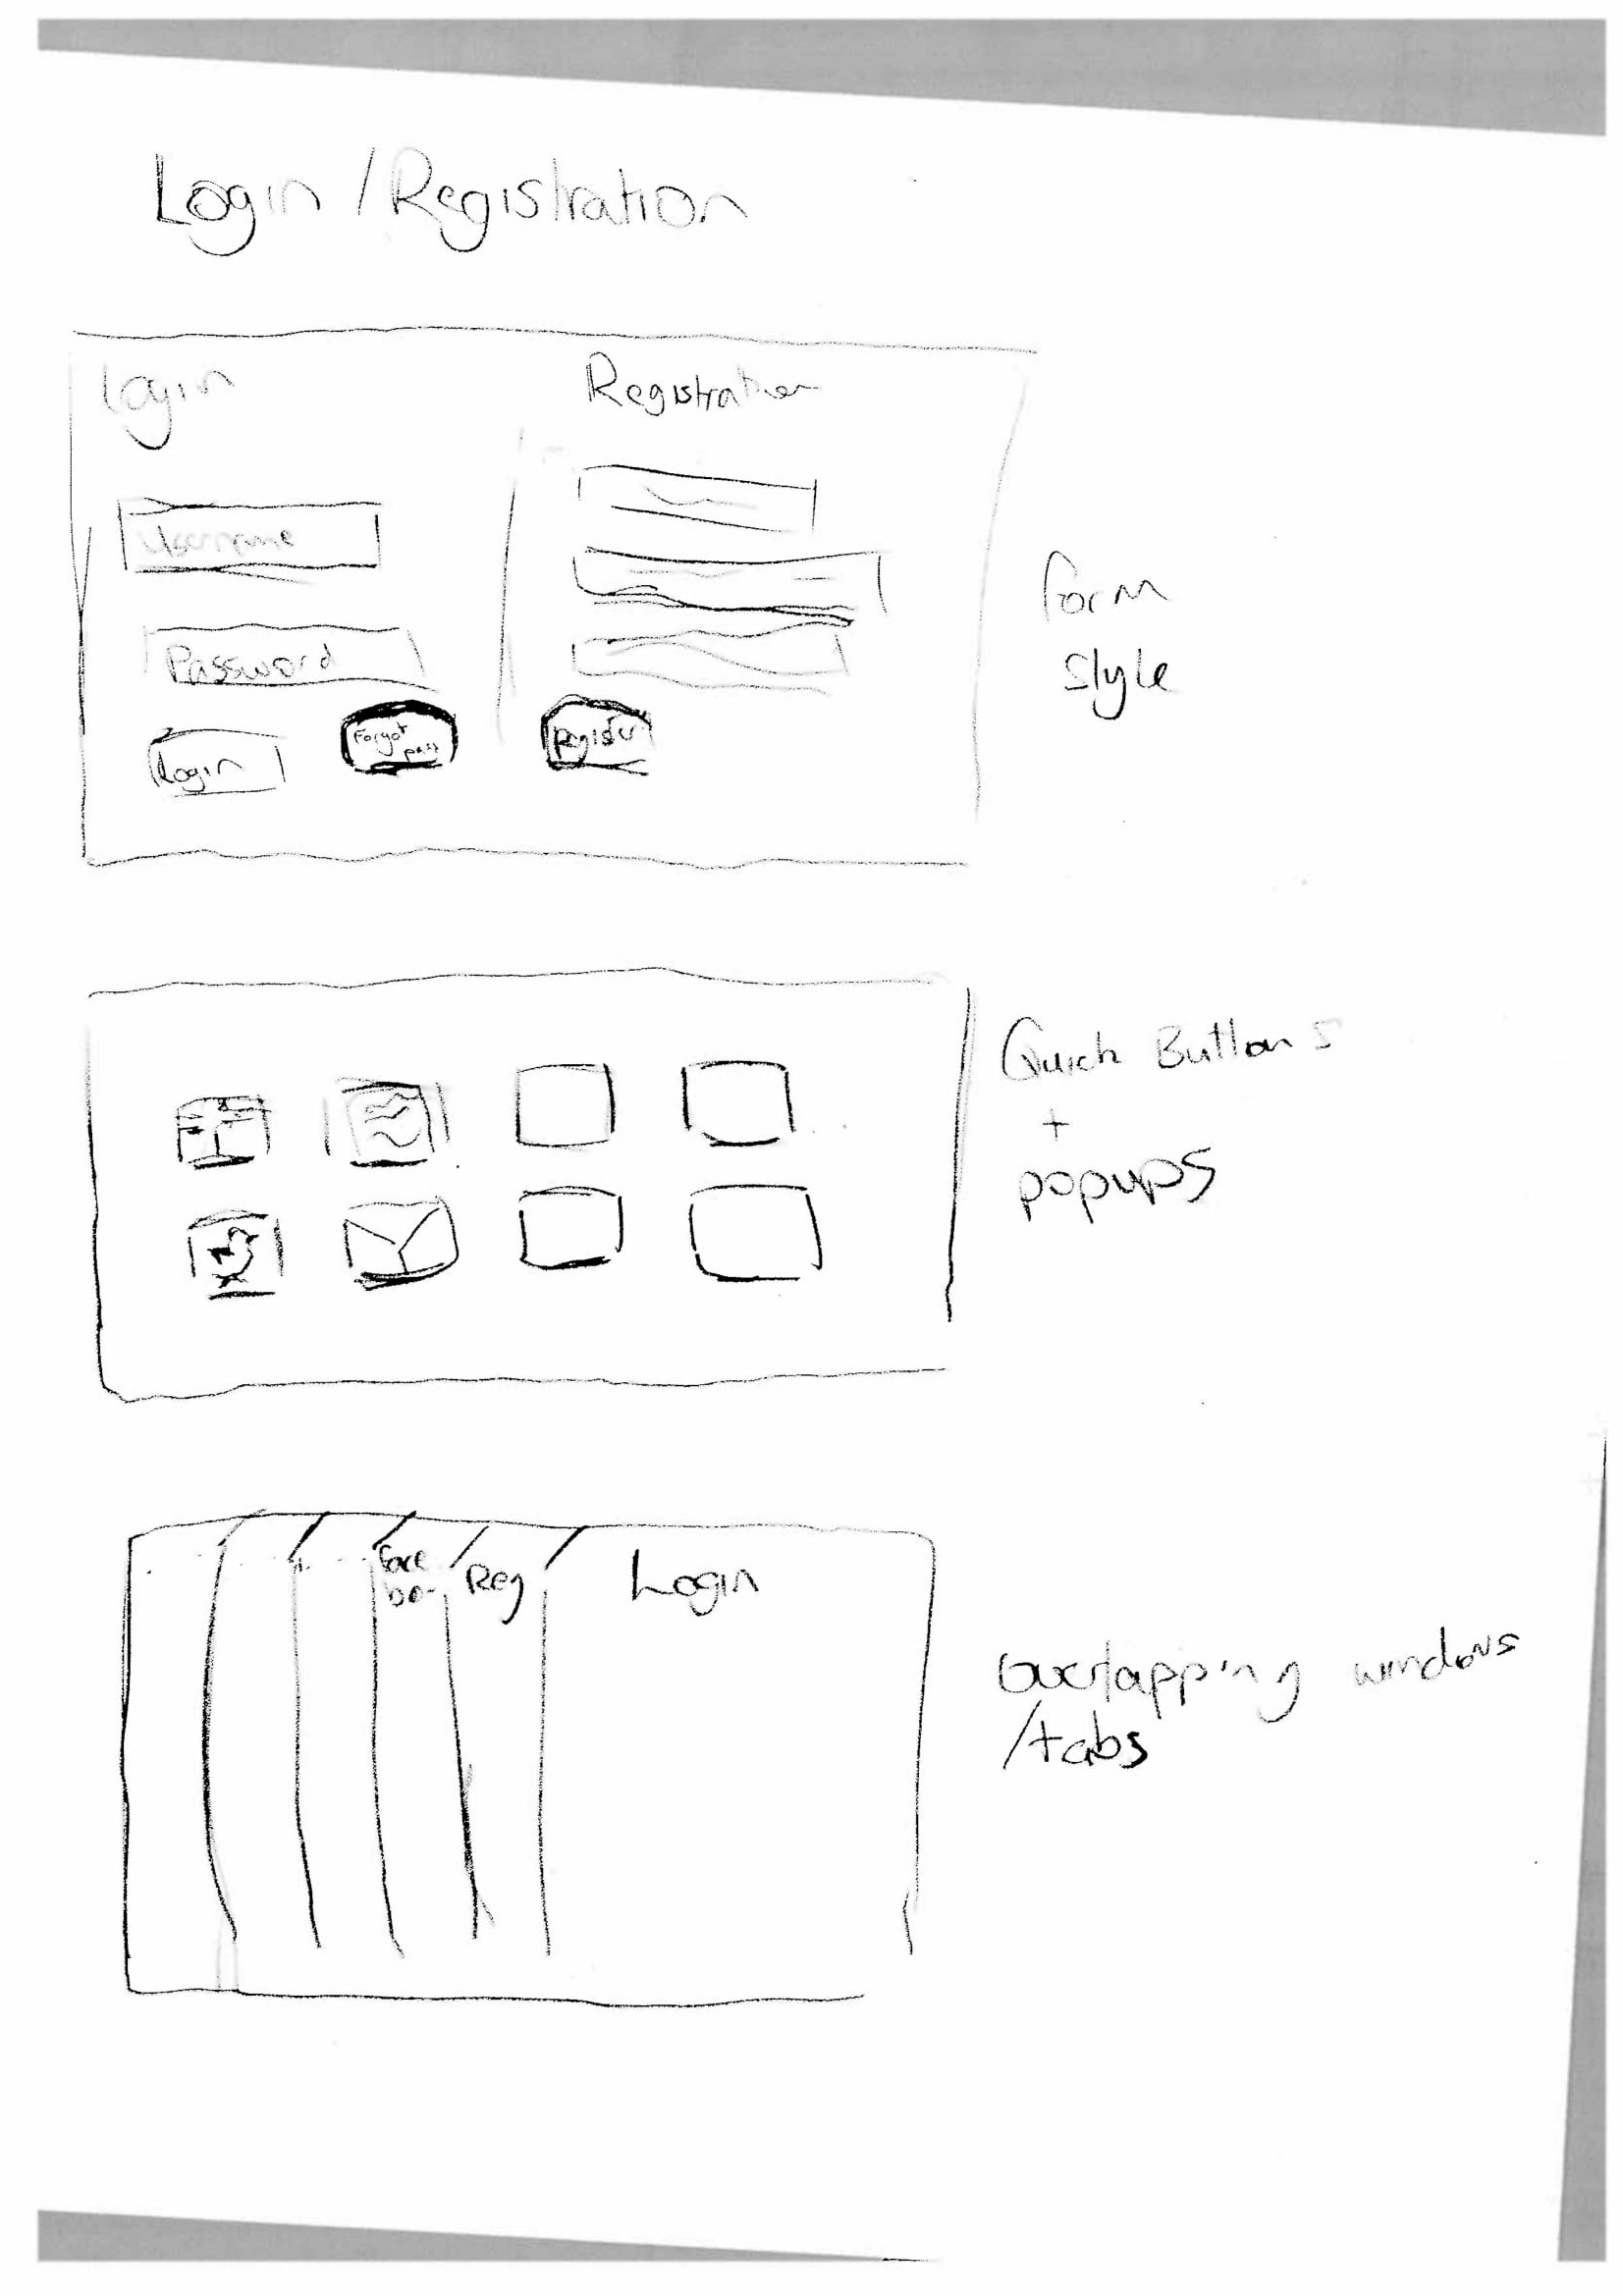 Login / Registration
Login
Registration
Username
Password
Login
Forgot
pass
Register
form
style
Quick Buttons
+
popups
Face
Reg
Login
Overlapping windows
/tabs